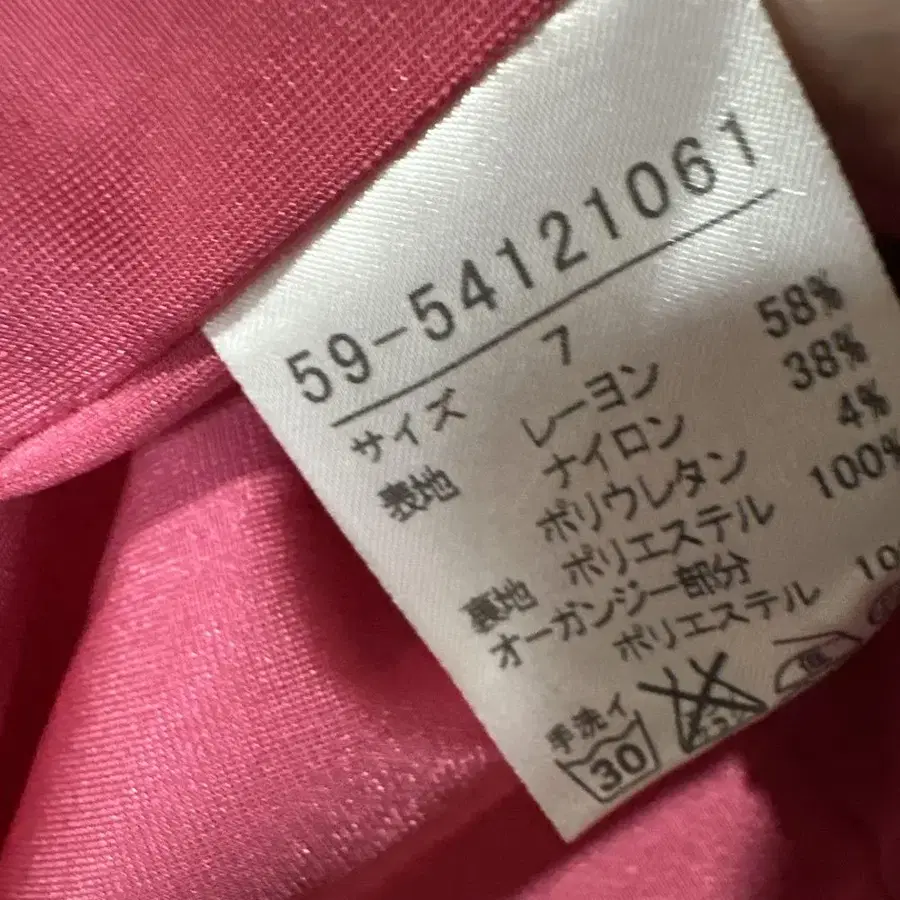 59-54121061
サイズ 7
表地 レーヨン 58%
ナイロン 38%
ポリウレタン 4%
裏地 ポリエステル 100%
オーガンジー部分
ポリエステル
手洗イ
30